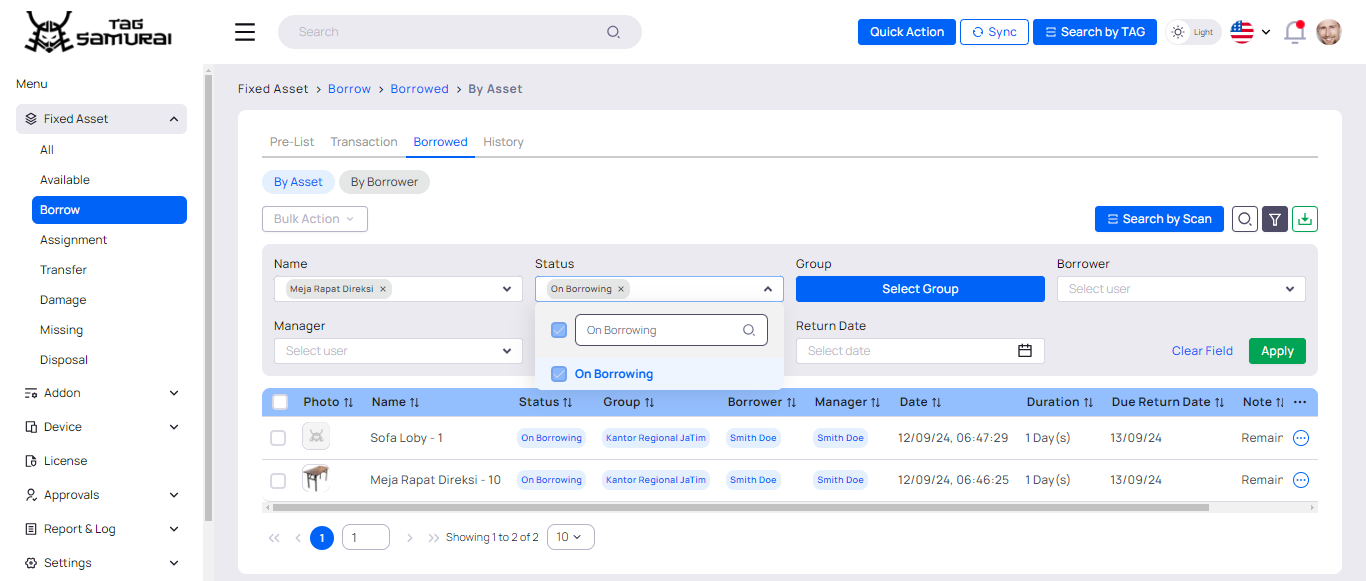 TAG SAMURAI
Search
Quick Action
Sync
Search by TAG
Light
Menu
Fixed Asset
All
Available
Borrow
Assignment
Transfer
Damage
Missing
Disposal
Addon
Device
License
Approvals
Report & Log
Settings
Fixed Asset > Borrow > Borrowed > By Asset
Pre-List Transaction Borrowed History
By Asset By Borrower
Bulk Action
Search by Scan
Name Status Group Borrower
Meja Rapat Direksi × On Borrowing × Select Group Select user
Manager Return Date
Select user On Borrowing Select date Clear Field Apply
On Borrowing
Photo Name Status Group Borrower Manager Date Duration Due Return Date Note
Sofa Loby - 1 On Borrowing Kantor Regional JaTim Smith Doe Smith Doe 12/09/24, 06:47:29 1 Day(s) 13/09/24 Remain
Meja Rapat Direksi - 10 On Borrowing Kantor Regional JaTim Smith Doe Smith Doe 12/09/24, 06:46:25 1 Day(s) 13/09/24 Remain
1 1 Showing 1 to 2 of 2 10